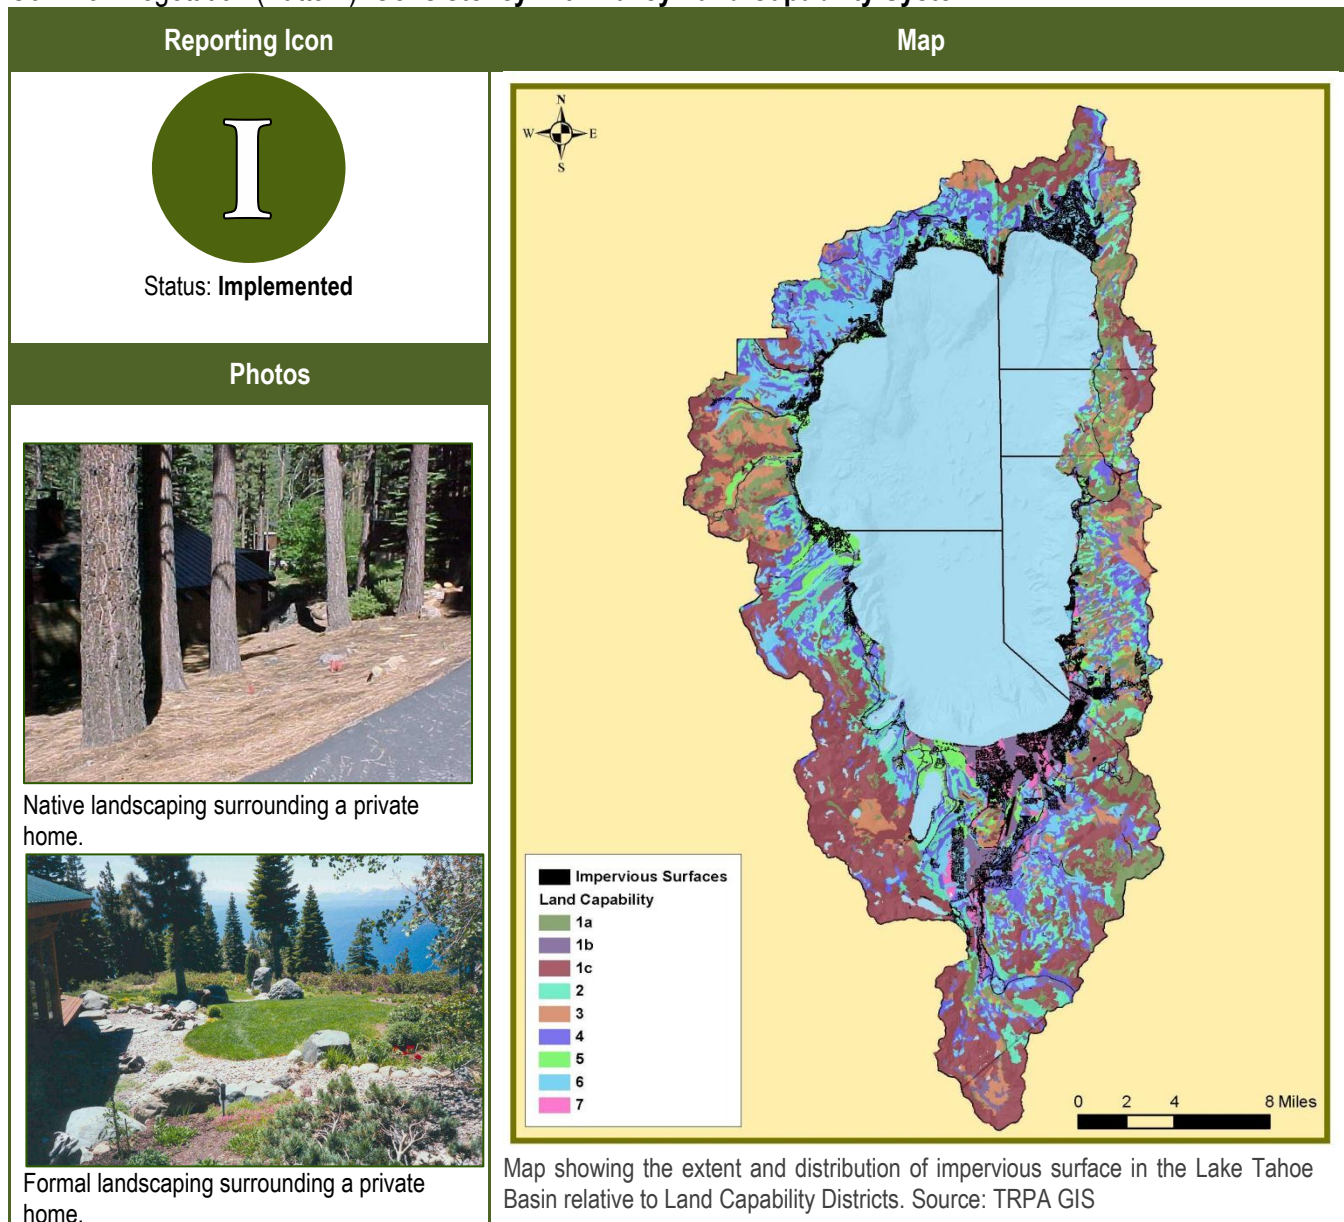 Reporting Icon
Map
I
Status: Implemented
Photos
Native landscaping surrounding a private
home.
Formal landscaping surrounding a private
home.
N
W
E
S
Impervious Surfaces
Land Capability
1a
1b
1c
2
3
4
5
6
7
0 2 4 8 Miles
Map showing the extent and distribution of impervious surface in the Lake Tahoe
Basin relative to Land Capability Districts. Source: TRPA GIS